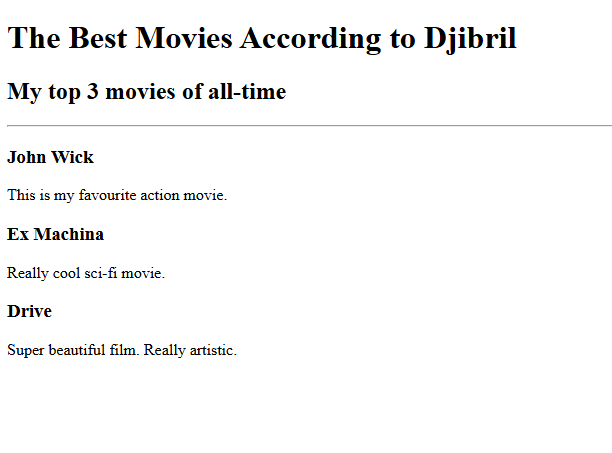 The Best Movies According to Djibril
My top 3 movies of all-time
John Wick
This is my favourite action movie.
Ex Machina
Really cool sci-fi movie.
Drive
Super beautiful film. Really artistic.